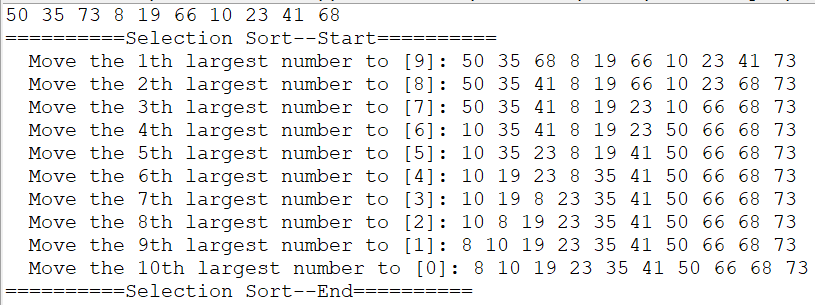 50 35 73 8 19 66 10 23 41 68
==========Selection Sort--Start==========
Move the 1th largest number to [9]: 50 35 68 8 19 66 10 23 41 73
Move the 2th largest number to [8]: 50 35 41 8 19 66 10 23 68 73
Move the 3th largest number to [7]: 50 35 41 8 19 23 10 66 68 73
Move the 4th largest number to [6]: 10 35 41 8 19 23 50 66 68 73
Move the 5th largest number to [5]: 10 35 23 8 19 41 50 66 68 73
Move the 6th largest number to [4]: 10 19 23 8 35 41 50 66 68 73
Move the 7th largest number to [3]: 10 19 8 23 35 41 50 66 68 73
Move the 8th largest number to [2]: 10 8 19 23 35 41 50 66 68 73
Move the 9th largest number to [1]: 8 10 19 23 35 41 50 66 68 73
Move the 10th largest number to [0]: 8 10 19 23 35 41 50 66 68 73
==========Selection Sort--End==========